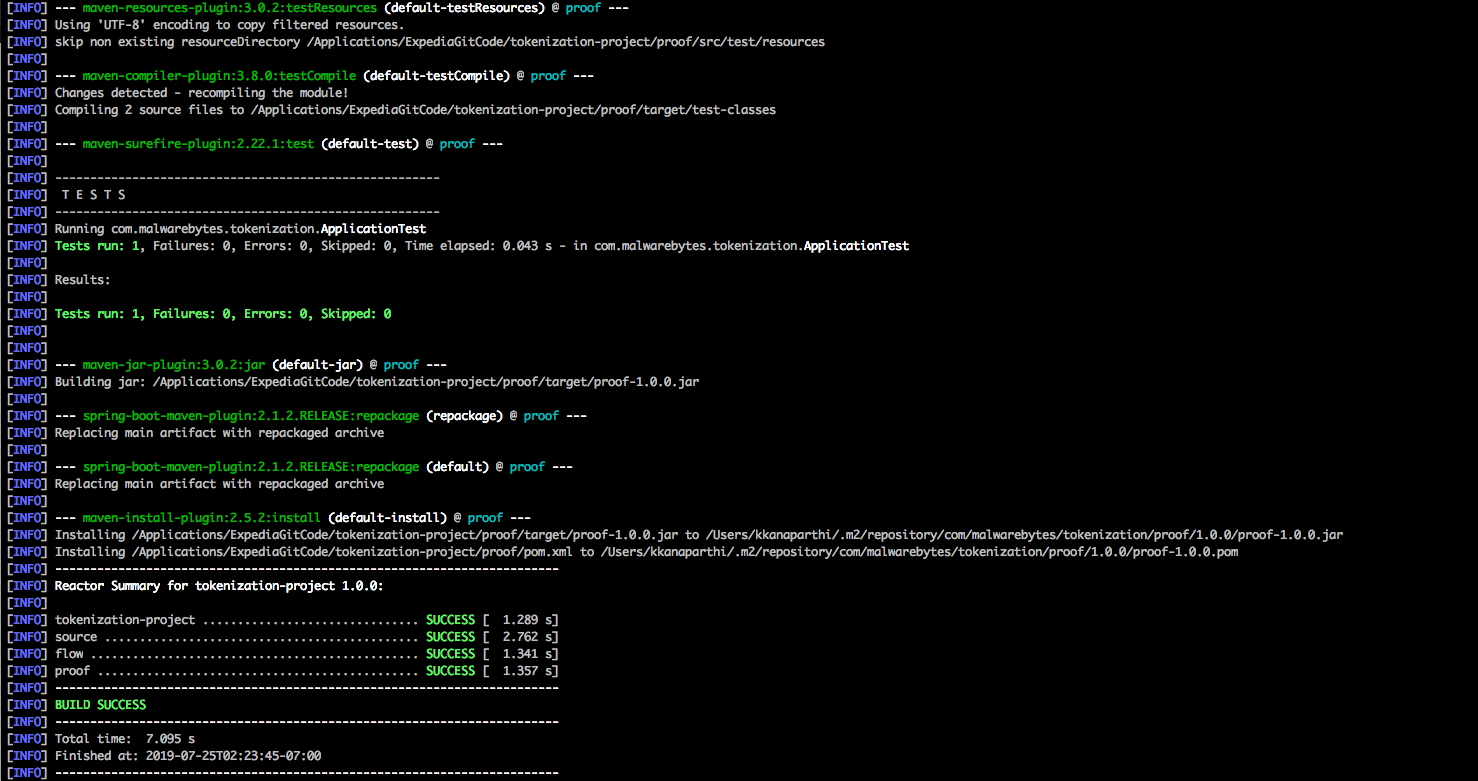 [INFO] --- maven-resources-plugin:3.0.2:testResources (default-testResources) @ proof ---
[INFO] Using 'UTF-8' encoding to copy filtered resources.
[INFO] skip non existing resourceDirectory /Applications/ExpediaGitCode/tokenization-project/proof/src/test/resources
[INFO]
[INFO] --- maven-compiler-plugin:3.8.0:testCompile (default-testCompile) @ proof ---
[INFO] Changes detected - recompiling the module!
[INFO] Compiling 2 source files to /Applications/ExpediaGitCode/tokenization-project/proof/target/test-classes
[INFO]
[INFO] --- maven-surefire-plugin:2.22.1:test (default-test) @ proof ---
[INFO]
[INFO] -------------------------------------------------------
[INFO]  T E S T S
[INFO] -------------------------------------------------------
[INFO] Running com.malwarebytes.tokenization.ApplicationTest
[INFO] Tests run: 1, Failures: 0, Errors: 0, Skipped: 0, Time elapsed: 0.043 s - in com.malwarebytes.tokenization.ApplicationTest
[INFO]
[INFO] Results:
[INFO]
[INFO] Tests run: 1, Failures: 0, Errors: 0, Skipped: 0
[INFO]
[INFO]
[INFO] --- maven-jar-plugin:3.0.2:jar (default-jar) @ proof ---
[INFO] Building jar: /Applications/ExpediaGitCode/tokenization-project/proof/target/proof-1.0.0.jar
[INFO]
[INFO] --- spring-boot-maven-plugin:2.1.2.RELEASE:repackage (repackage) @ proof ---
[INFO] Replacing main artifact with repackaged archive
[INFO]
[INFO] --- spring-boot-maven-plugin:2.1.2.RELEASE:repackage (default) @ proof ---
[INFO] Replacing main artifact with repackaged archive
[INFO]
[INFO] --- maven-install-plugin:2.5.2:install (default-install) @ proof ---
[INFO] Installing /Applications/ExpediaGitCode/tokenization-project/proof/target/proof-1.0.0.jar to /Users/kkanaparthi/.m2/repository/com/malwarebytes/tokenization/proof/1.0.0/proof-1.0.0.jar
[INFO] Installing /Applications/ExpediaGitCode/tokenization-project/proof/pom.xml to /Users/kkanaparthi/.m2/repository/com/malwarebytes/tokenization/proof/1.0.0/proof-1.0.0.pom
[INFO] ------------------------------------------------------------------------
[INFO] Reactor Summary for tokenization-project 1.0.0:
[INFO]
[INFO] tokenization-project ............................... SUCCESS [  1.289 s]
[INFO] source ............................................. SUCCESS [  2.762 s]
[INFO] flow ............................................... SUCCESS [  1.341 s]
[INFO] proof .............................................. SUCCESS [  1.357 s]
[INFO] ------------------------------------------------------------------------
[INFO] BUILD SUCCESS
[INFO] ------------------------------------------------------------------------
[INFO] Total time:  7.095 s
[INFO] Finished at: 2019-07-25T02:23:45-07:00
[INFO] ------------------------------------------------------------------------